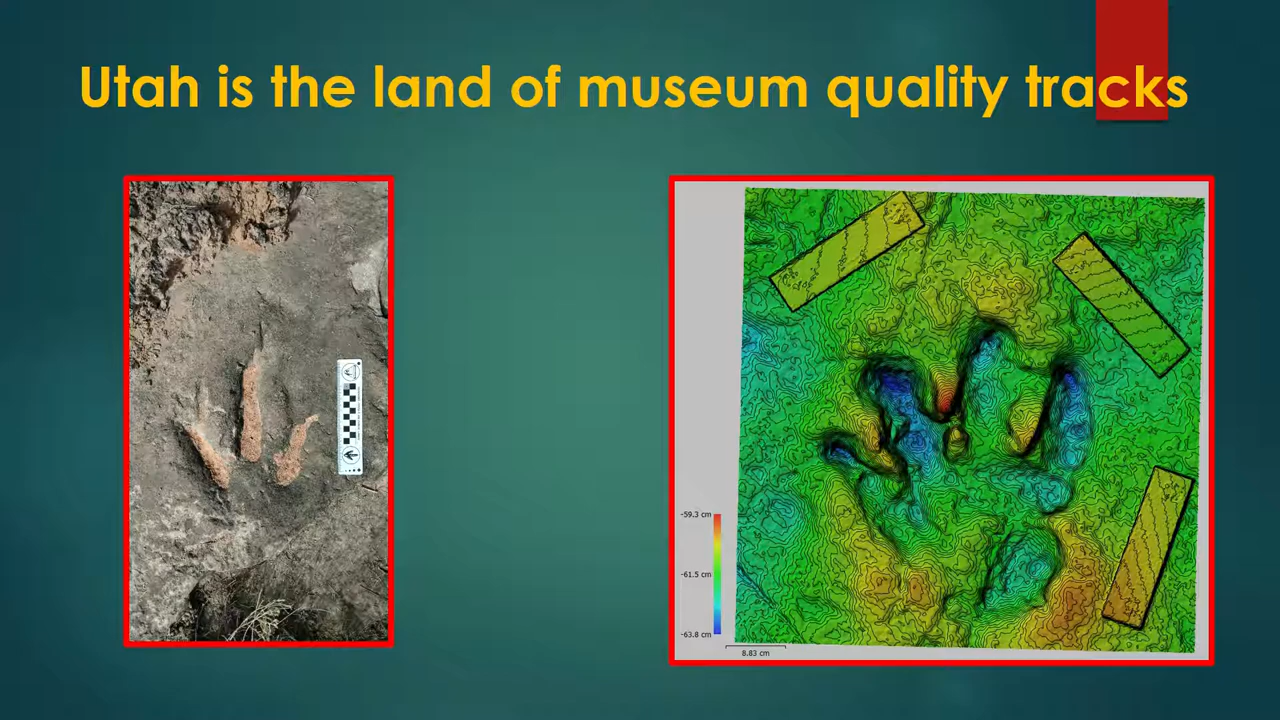 Utah is the land of museum quality tracks
-59.3 cm
-61.5 cm
-63.8 cm
8.83 cm